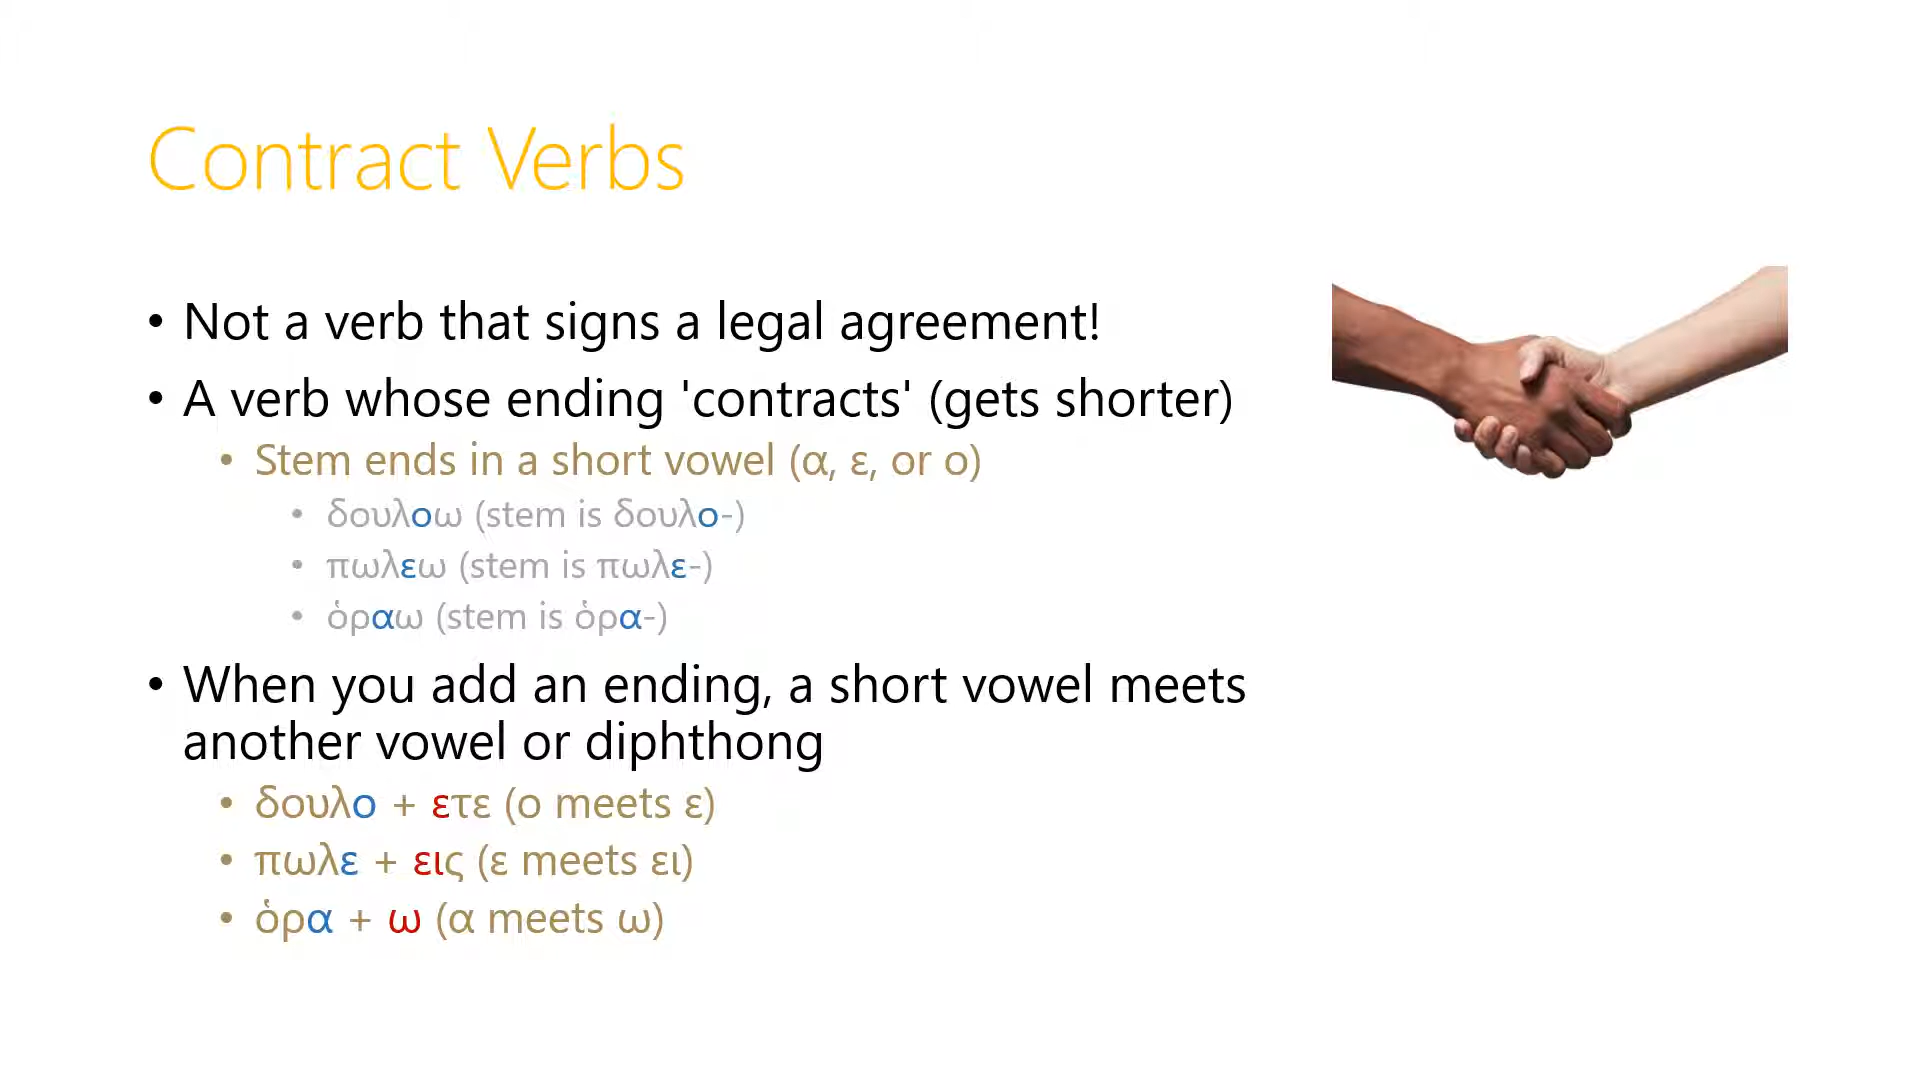 Contract Verbs
• Not a verb that signs a legal agreement!
• A verb whose ending 'contracts' (gets shorter)
• Stem ends in a short vowel (α, ε, or ο)
• δουλοω (stem is δουλο-)
• πωλεω (stem is πωλε-)
• ὁραω (stem is ὁρα-)
• When you add an ending, a short vowel meets
another vowel or diphthong
• δουλο + ετε (ο meets ε)
• πωλε + εις (ε meets ει)
• ὁρα + ω (α meets ω)